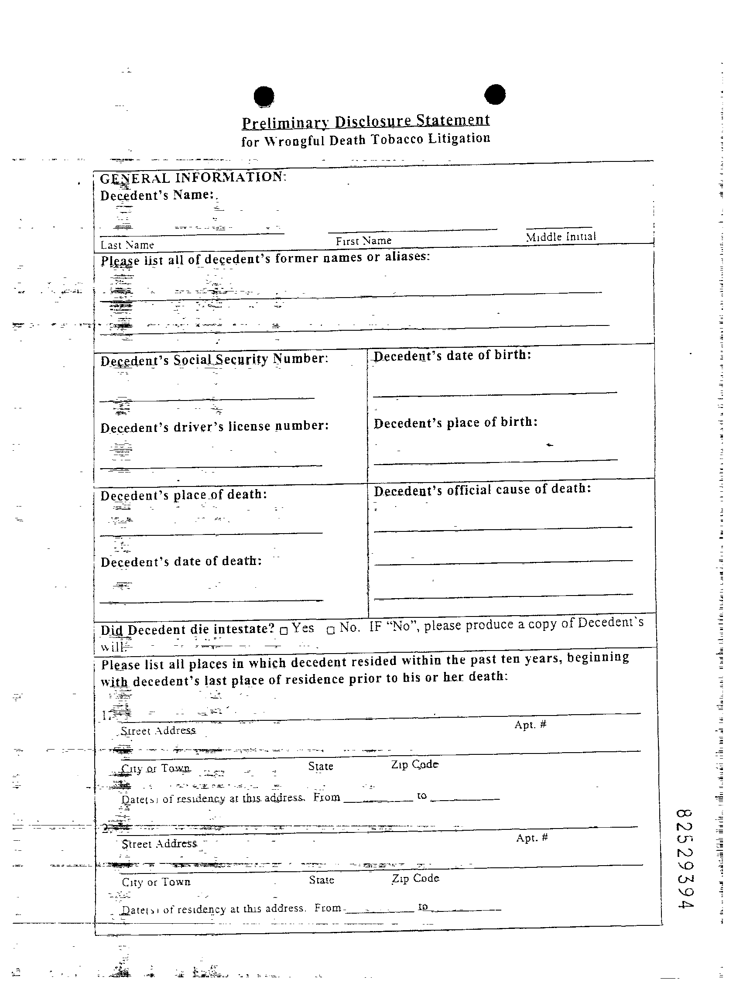 Preliminary Disclosure Statement
for Wrongful Death Tobacco Litigation
GENERAL INFORMATION:
Decedent's Name:
Last Name First Name Middle Initial
Please list all of decedent's former names or aliases:
Decedent's Social Security Number:
Decedent's date of birth:
Decedent's driver's license number:
Decedent's place of birth:
Decedent's place of death:
Decedent's official cause of death:
Decedent's date of death:
Did Decedent die intestate? □ Yes □ No. IF "No", please produce a copy of Decedent's
will
Please list all places in which decedent resided within the past ten years, beginning
with decedent's last place of residence prior to his or her death:
1.
Street Address Apt. #
City or Town State Zip Code
Date(s) of residency at this address. From ________ to ________
2.
Street Address Apt. #
City or Town State Zip Code
Date(s) of residency at this address. From ________ to ________
82529394